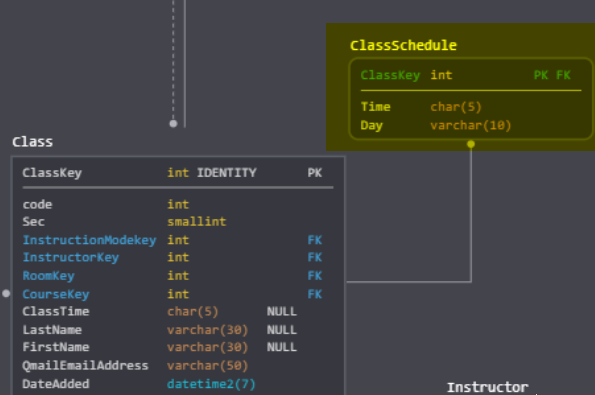 ClassSchedule
ClassKey int PK FK
Time char(5)
Day varchar(10)
Class
ClassKey int IDENTITY PK
code int
Sec smallint
InstructionModekey int FK
InstructorKey int FK
RoomKey int FK
CourseKey int FK
ClassTime char(5) NULL
LastName varchar(30) NULL
FirstName varchar(30) NULL
QmailEmailAddress varchar(50)
DateAdded datetime2(7)
Instructor